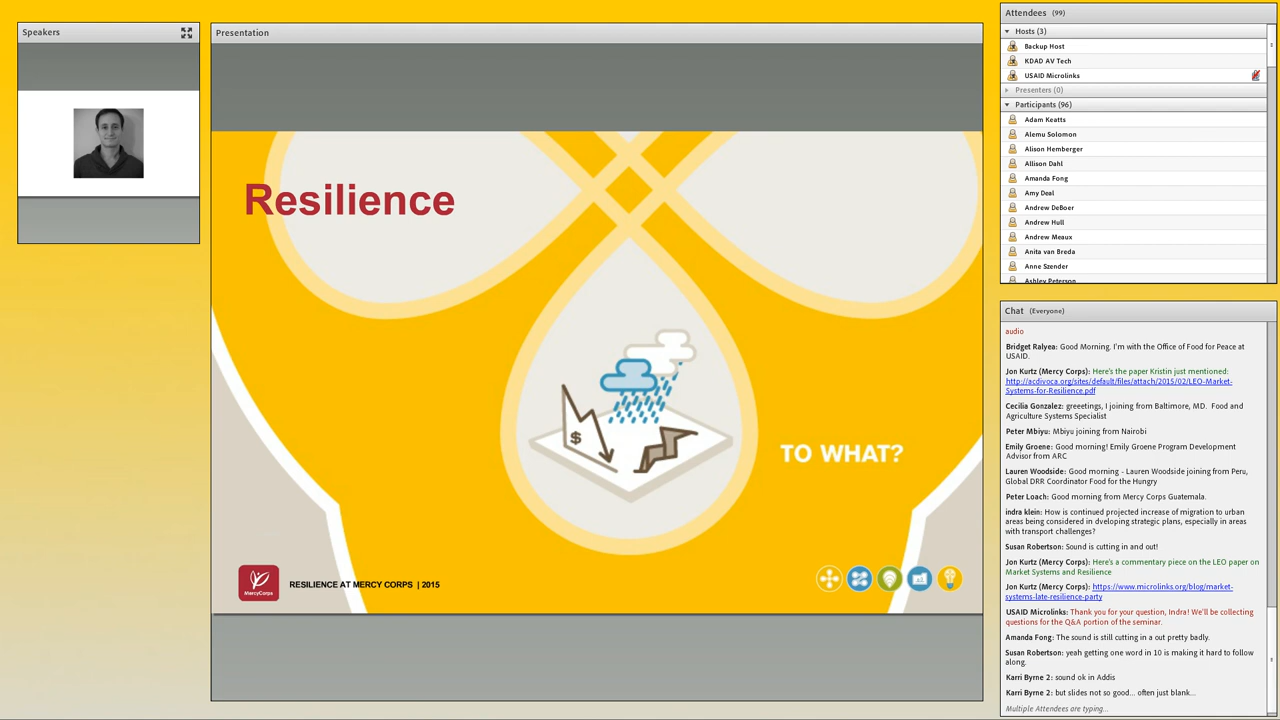 Speakers
Presentation
Resilience
$
TO WHAT?
MercyCorps
RESILIENCE AT MERCY CORPS | 2015
Attendees (99)
Hosts (3)
Backup Host
KDAD AV Tech
USAID Microlinks
Presenters (0)
Participants (96)
Adam Keatts
Alemu Solomon
Alison Hemberger
Allison Dahl
Amanda Fong
Amy Deal
Andrew DeBoer
Andrew Hull
Andrew Meaux
Anita van Breda
Anne Szender
Ashley Peterson
Chat (Everyone)
audio
Bridget Ralyea: Good Morning. I'm with the Office of Food for Peace at
USAID.
Jon Kurtz (Mercy Corps): Here's the paper Kristin just mentioned:
http://acdivoca.org/sites/default/files/attach/2015/02/LEO-Market-
Systems-for-Resilience.pdf
Cecilia Gonzalez: greeetings, I joining from Baltimore, MD. Food and
Agriculture Systems Specialist
Peter Mbiyu: Mbiyu joining from Nairobi
Emily Groene: Good morning! Emily Groene Program Development
Advisor from ARC
Lauren Woodside: Good morning - Lauren Woodside joining from Peru,
Global DRR Coordinator Food for the Hungry
Peter Loach: Good morning from Mercy Corps Guatemala.
indra klein: How is continued projected increase of migration to urban
areas being considered in dveloping strategic plans, especially in areas
with transport challenges?
Susan Robertson: Sound is cutting in and out!
Jon Kurtz (Mercy Corps): Here's a commentary piece on the LEO paper on
Market Systems and Resilience
Jon Kurtz (Mercy Corps): https://www.microlinks.org/blog/market-
systems-late-resilience-party
USAID Microlinks: Thank you for your question, Indra! We'll be collecting
questions for the Q&A portion of the seminar.
Amanda Fong: The sound is still cutting in a out pretty badly.
Susan Robertson: yeah getting one word in 10 is making it hard to follow
along.
Karri Byrne 2: sound ok in Addis
Karri Byrne 2: but slides not so good... often just blank...
Multiple Attendees are typing...